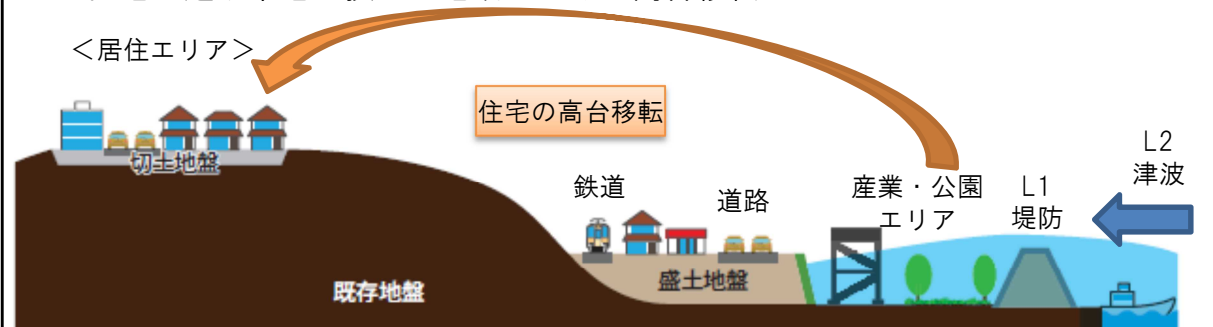 ＜居住エリア＞
住宅の高台移転
切土地盤
鉄道
道路
産業・公園
エリア
L1
堤防
L2
津波
盛土地盤
既存地盤